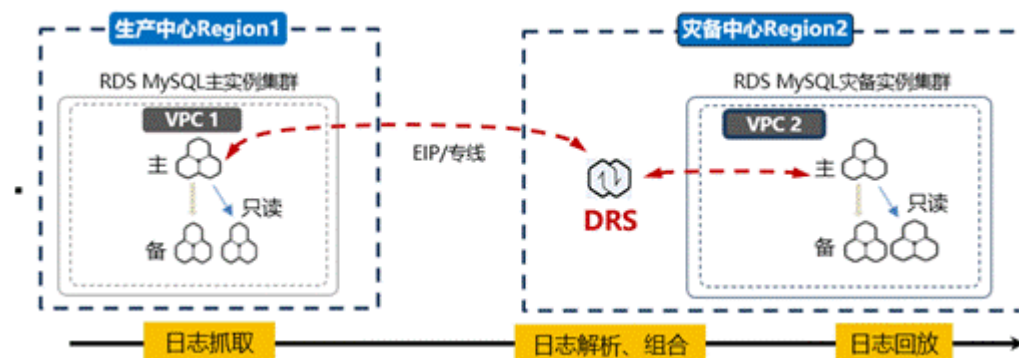 生产中心Region1
灾备中心Region2
RDS MySQL主实例集群
RDS MySQL灾备实例集群
VPC 1
VPC 2
主
EIP/专线
主
只读
DRS
只读
备
备
日志抓取
日志解析、组合
日志回放